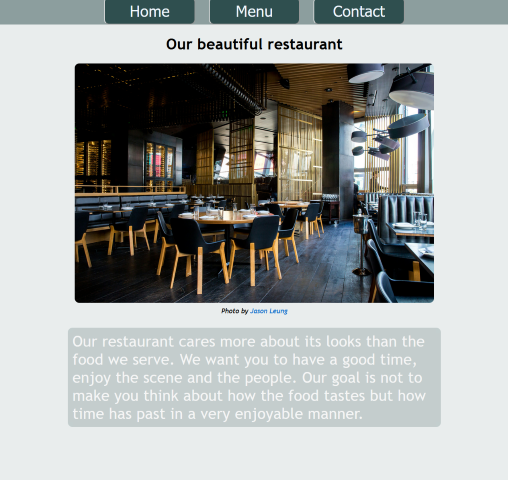 Home Menu Contact
Our beautiful restaurant
Photo by Jason Leung
Our restaurant cares more about its looks than the
food we serve. We want you to have a good time,
enjoy the scene and the people. Our goal is not to
make you think about how the food tastes but how
time has past in a very enjoyable manner.